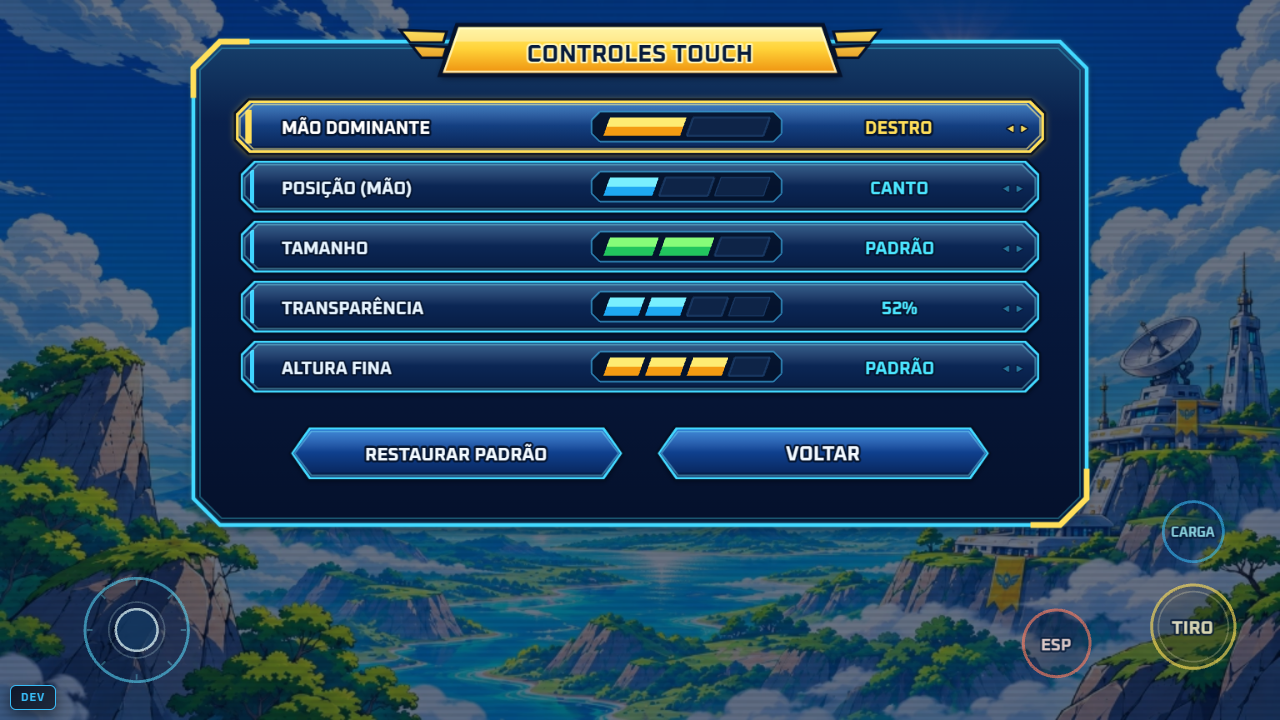 CONTROLES TOUCH
MÃO DOMINANTE DESTRO
POSIÇÃO (MÃO) CANTO
TAMANHO PADRÃO
TRANSPARÊNCIA 52%
ALTURA FINA PADRÃO
RESTAURAR PADRÃO VOLTAR
CARGA
TIRO
ESP
DEV